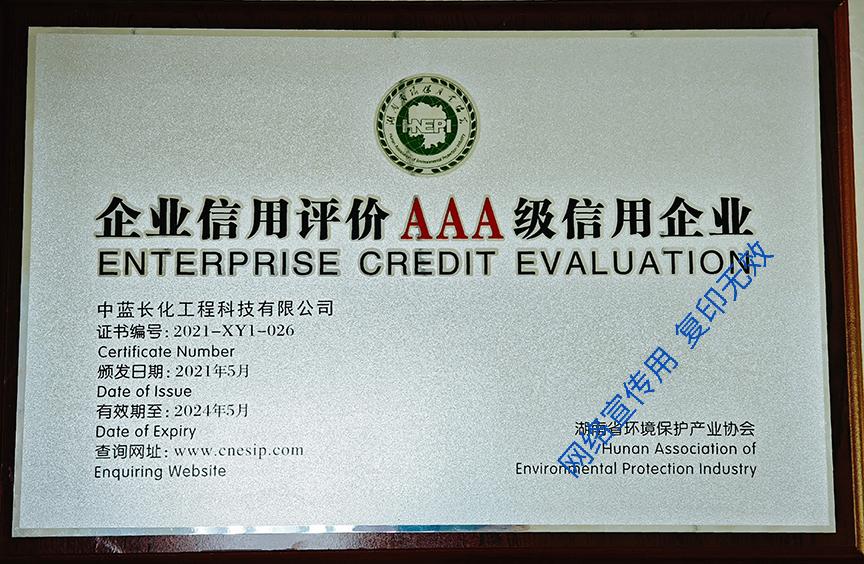 HNEPI
企业信用评价AAA级信用企业
ENTERPRISE CREDIT EVALUATION
中蓝长化工程科技有限公司
证书编号: 2021-XY1-026
Certificate Number
颁发日期: 2021年5月
Date of Issue
有效期至: 2024年5月
Date of Expiry
查询网址: www.cnesip.com
Enquiring Website
湖南省环境保护产业协会
Hunan Association of
Environmental Protection Industry
网络宣传用 复印无效